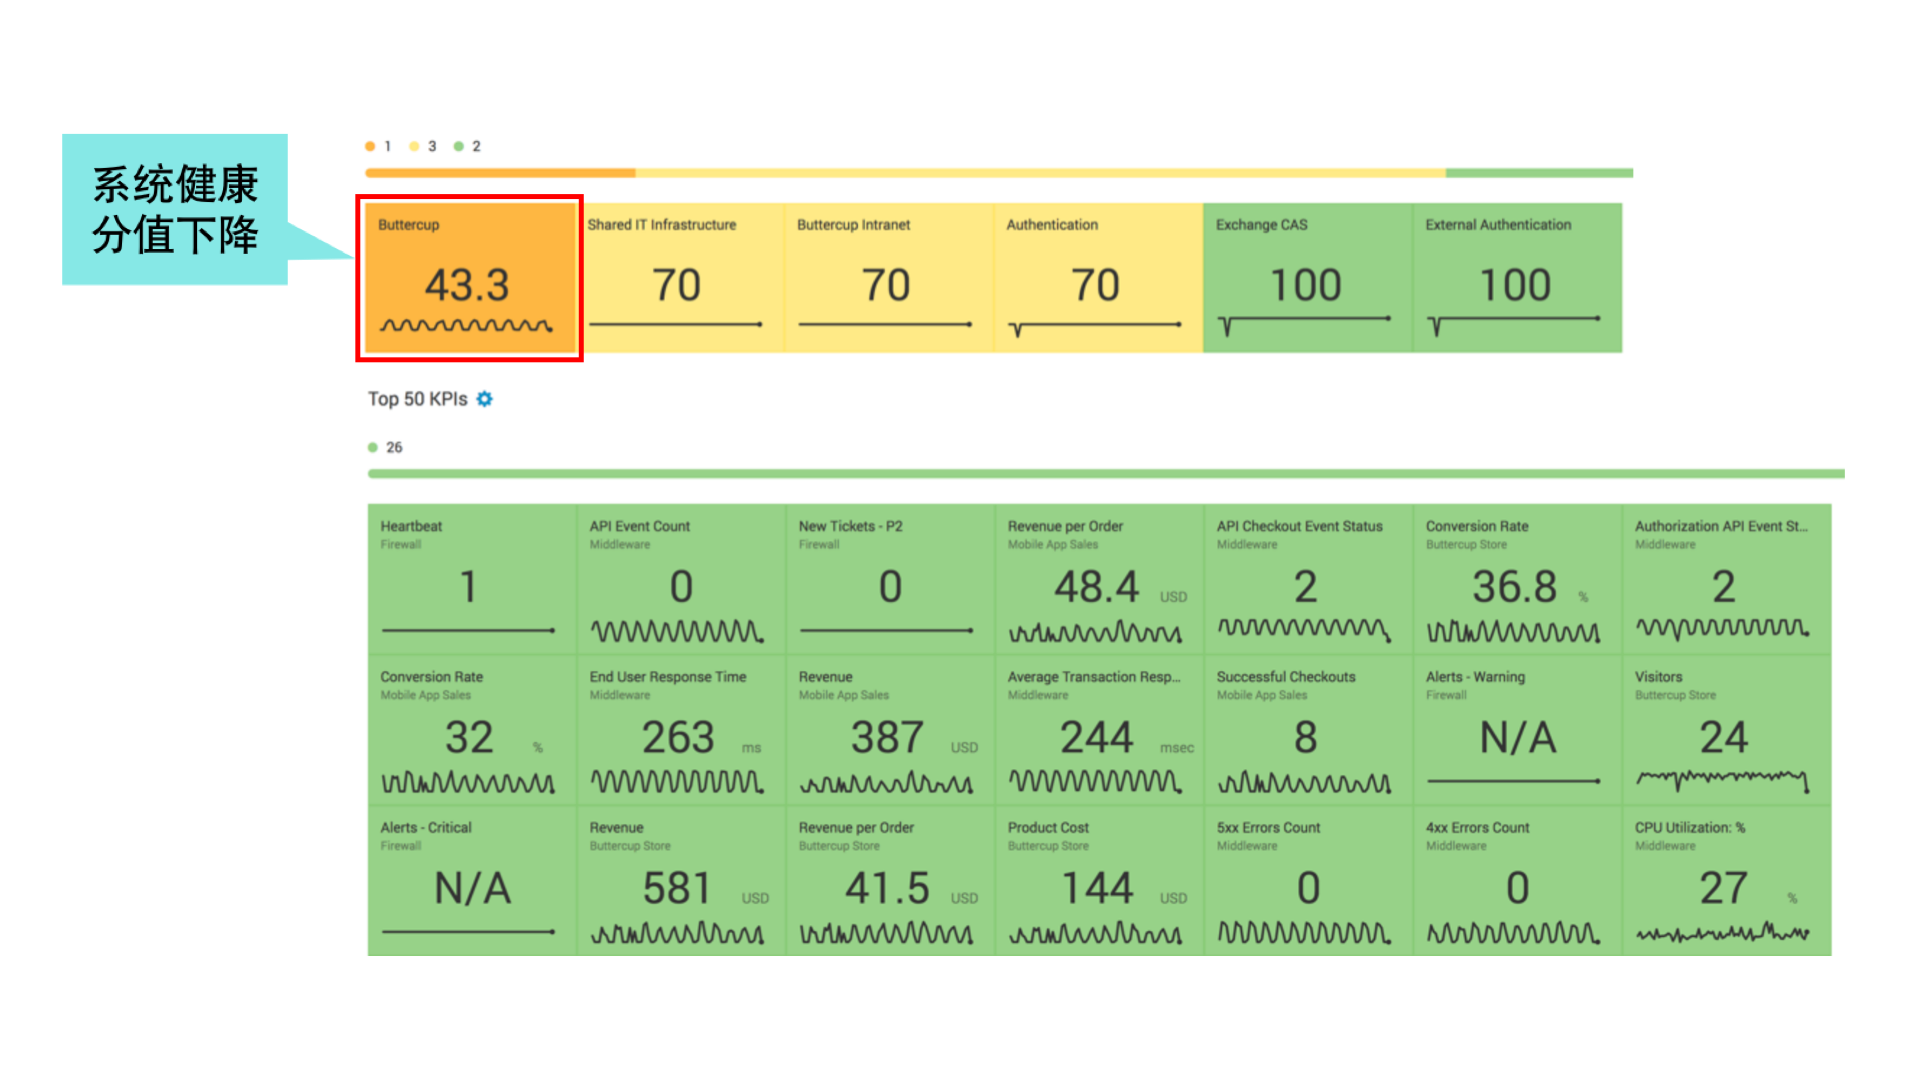 系统健康
分值下降
1 3 2
Buttercup
43.3
Shared IT Infrastructure
70
Buttercup Intranet
70
Authentication
70
Exchange CAS
100
External Authentication
100
Top 50 KPIs
26
Heartbeat
Firewall
1
API Event Count
Middleware
0
New Tickets - P2
Firewall
0
Revenue per Order
Mobile App Sales
48.4 USD
API Checkout Event Status
Middleware
2
Conversion Rate
Buttercup Store
36.8 %
Authorization API Event St...
Middleware
2
Conversion Rate
Mobile App Sales
32 %
End User Response Time
Middleware
263 ms
Revenue
Mobile App Sales
387 USD
Average Transaction Resp...
Middleware
244 msec
Successful Checkouts
Mobile App Sales
8
Alerts - Warning
Firewall
N/A
Visitors
Buttercup Store
24
Alerts - Critical
Firewall
N/A
Revenue
Buttercup Store
581 USD
Revenue per Order
Buttercup Store
41.5 USD
Product Cost
Buttercup Store
144 USD
5xx Errors Count
Middleware
0
4xx Errors Count
Middleware
0
CPU Utilization: %
Middleware
27 %